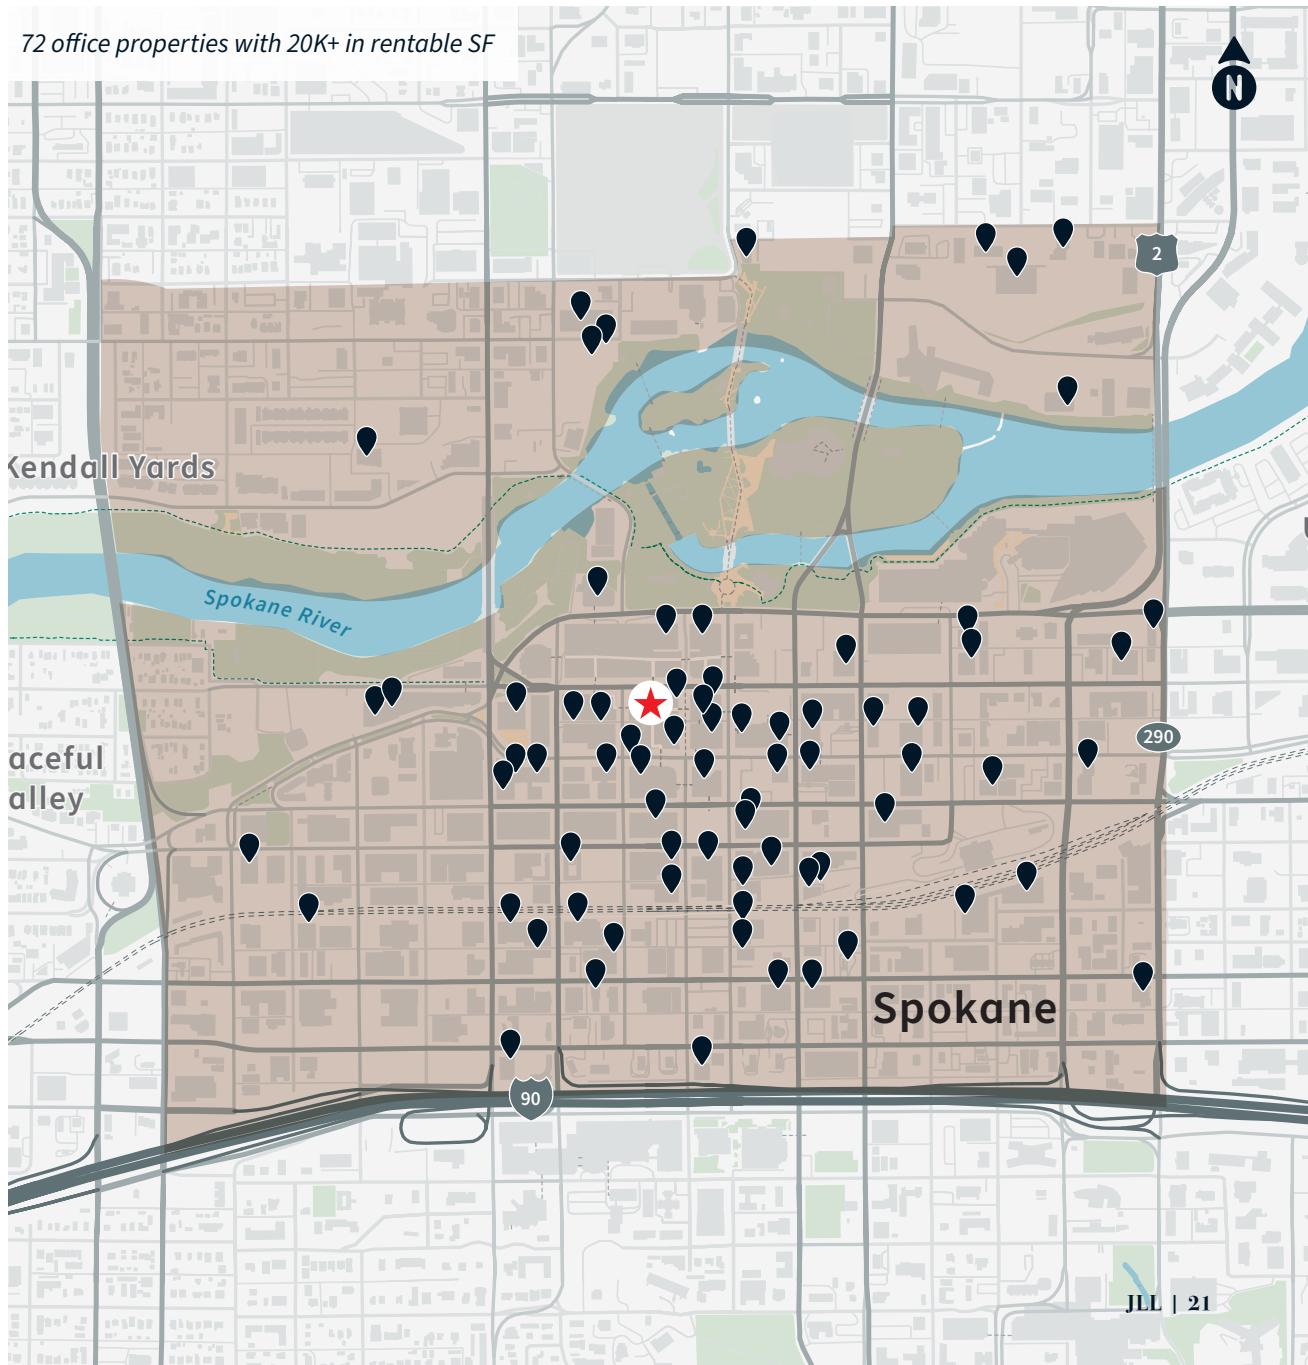 72 office properties with 20K+ in rentable SF
N
2
Kendall Yards
Spokane River
290
aceful
alley
Spokane
90
JLL | 21